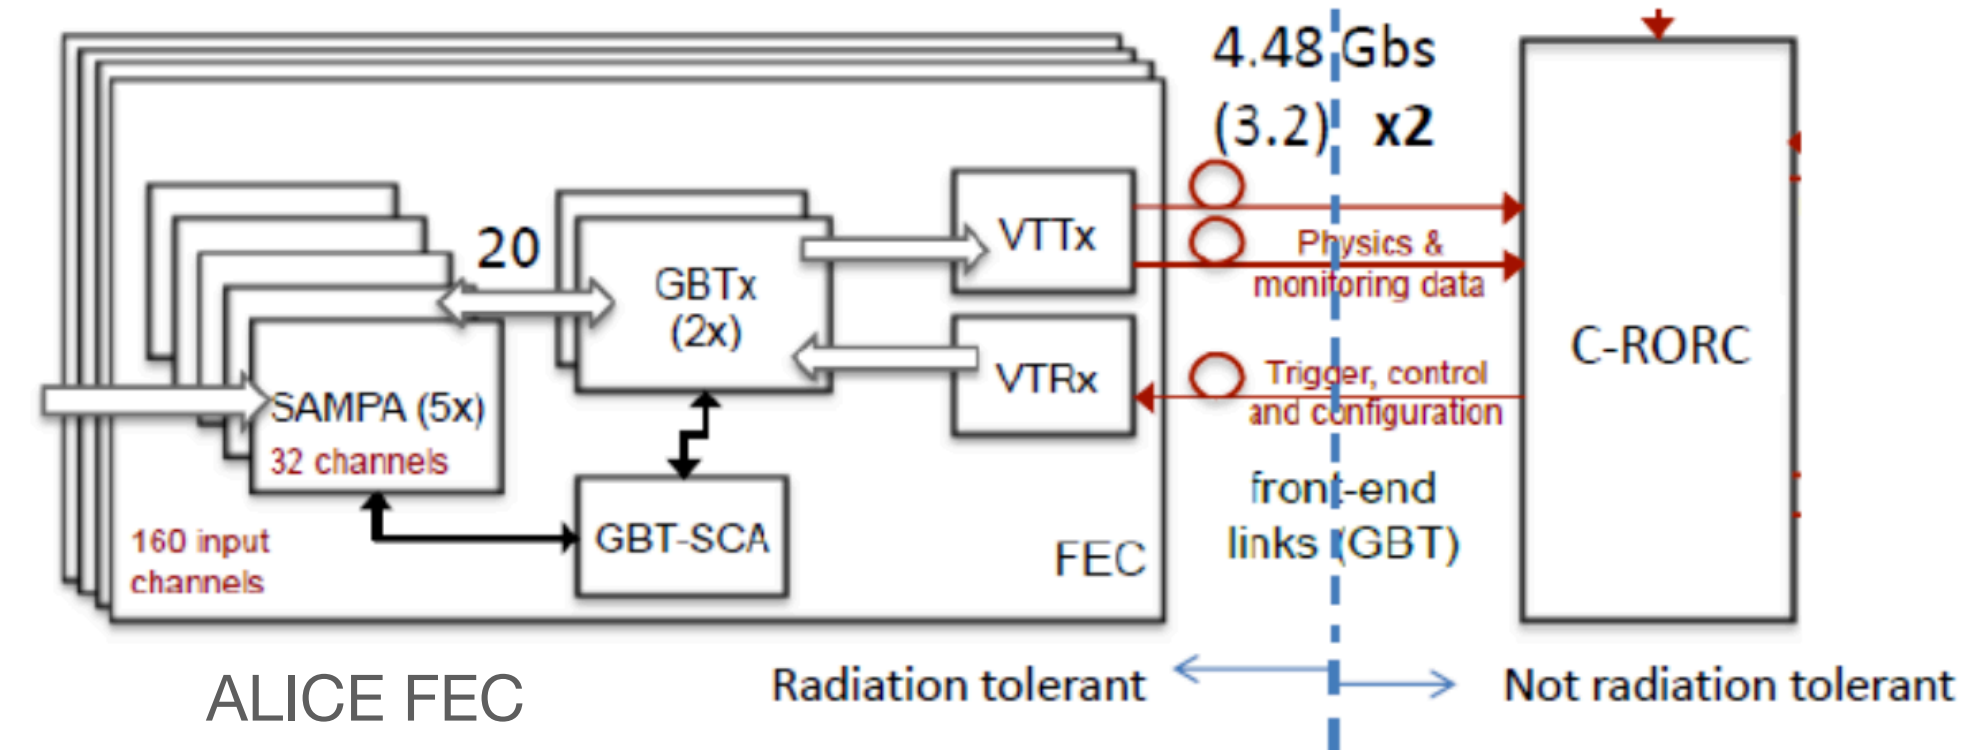 4.48 Gbs
(3.2) x2
20
GBTx
(2x)
VTTx
Physics &
monitoring data
VTRx
Trigger, control
and configuration
C-RORC
SAMPA (5x)
32 channels
160 input
channels
GBT-SCA
FEC
front-end
links (GBT)
ALICE FEC
Radiation tolerant
Not radiation tolerant